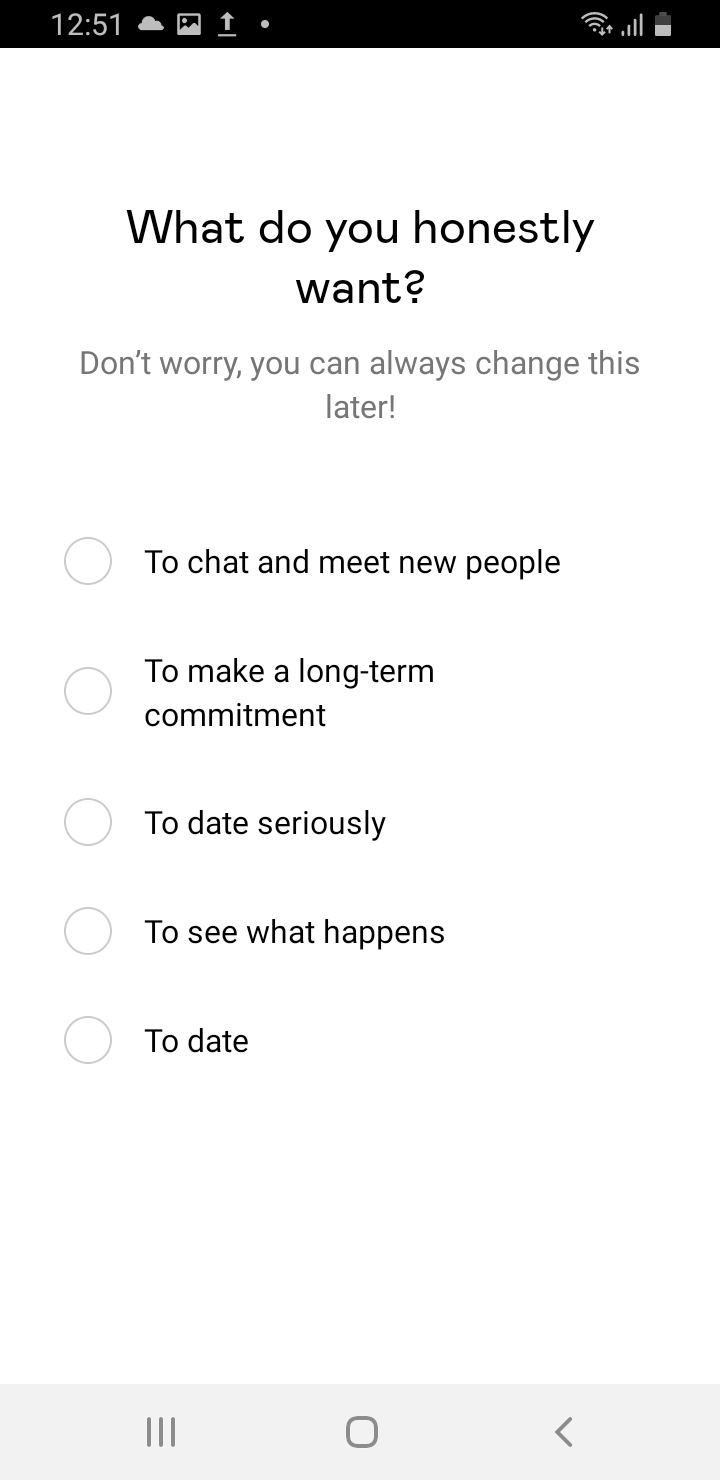 12:51
What do you honestly
want?
Don’t worry, you can always change this
later!
To chat and meet new people
To make a long-term
commitment
To date seriously
To see what happens
To date